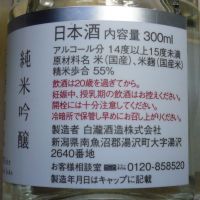 日本酒 内容量300ml
アルコール分 14度以上15度未満
原材料名 米(国産)、米麹(国産米)
精米歩合 55%
飲酒は20歳を過ぎてから。
妊娠中、授乳期の飲酒はお控えください。
開栓には十分注意してください。
冷暗所で保管し早めにお召し上がりください。
製造者 白瀧酒造株式会社
新潟県南魚沼郡湯沢町大字湯沢
2640番地
お客様相談室 0120-858520
製造年月日はキャップに記載
純米吟醸